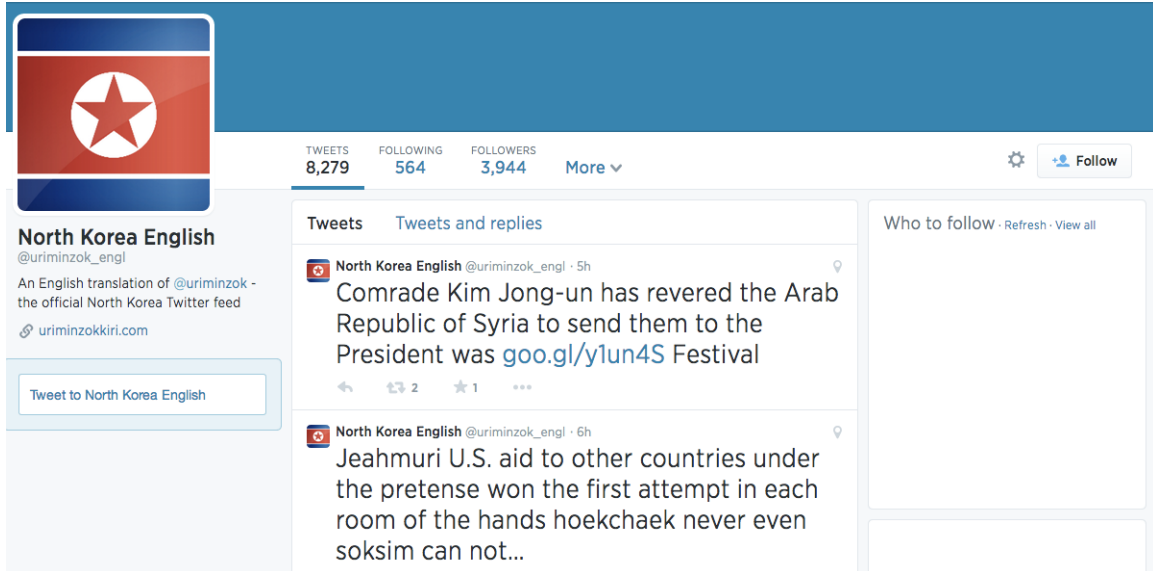 TWEETS FOLLOWING FOLLOWERS
8,279 564 3,944 More
Follow
North Korea English
@uriminzok_engl
An English translation of @uriminzok -
the official North Korea Twitter feed
uriminzokkiri.com
Tweet to North Korea English
Tweets Tweets and replies
North Korea English @uriminzok_engl · 5h
Comrade Kim Jong-un has revered the Arab
Republic of Syria to send them to the
President was goo.gl/y1un4S Festival
2 1
North Korea English @uriminzok_engl · 6h
Jeahmuri U.S. aid to other countries under
the pretense won the first attempt in each
room of the hands hoekchaek never even
soksim can not...
Who to follow · Refresh · View all